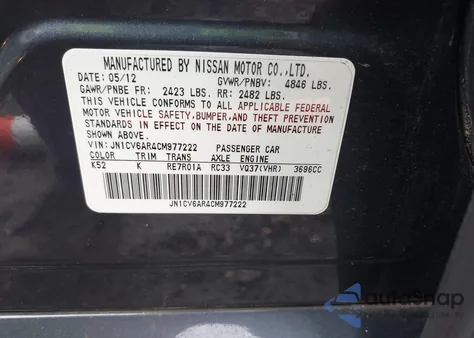 MANUFACTURED BY NISSAN MOTOR CO.,LTD.
DATE: 05/12 GVWR/PNBV: 4846 LBS.
GAWR/PNBE FR: 2423 LBS. RR: 2482 LBS.
THIS VEHICLE CONFORMS TO ALL APPLICABLE FEDERAL
MOTOR VEHICLE SAFETY,BUMPER,AND THEFT PREVENTION
STANDARDS IN EFFECT ON THE DATE OF MANUFACTURE
SHOWN ABOVE.
VIN: JN1CV6AR4CM977222 PASSENGER CAR
COLOR TRIM TRANS AXLE ENGINE
K52 K RE7R01A RC33 VQ37(VHR) 3696CC
JN1CV6AR4CM977222
AutoSnap